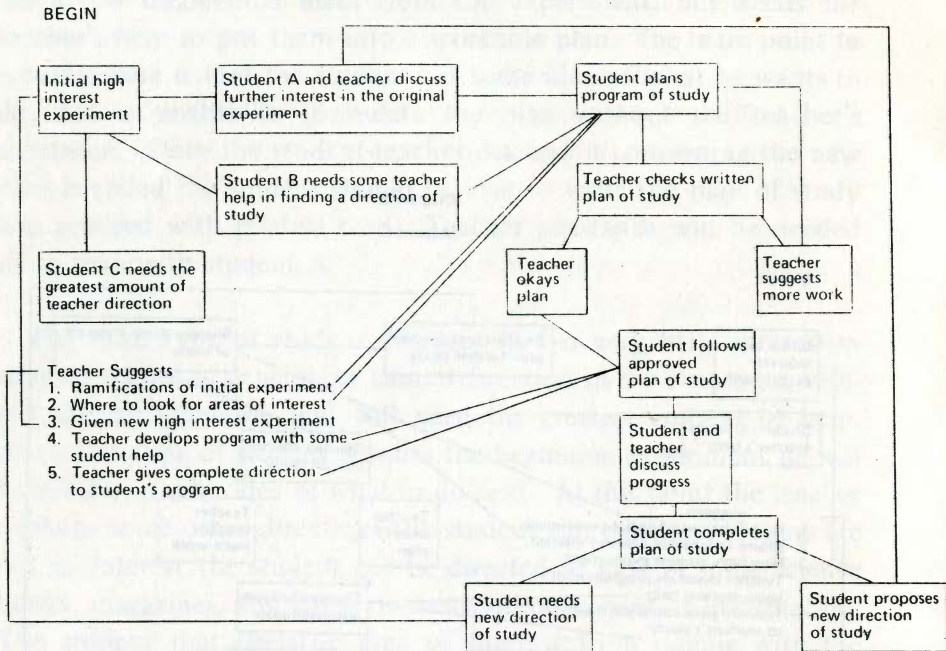 BEGIN
Initial high
interest
experiment
Student A and teacher discuss
further interest in the original
experiment
Student plans
program of study
Student B needs some teacher
help in finding a direction of
study
Teacher checks written
plan of study
Student C needs the
greatest amount of
teacher direction
Teacher
okays
plan
Teacher
suggests
more work
Teacher Suggests
1. Ramifications of initial experiment
2. Where to look for areas of interest
3. Given new high interest experiment
4. Teacher develops program with some
student help
5. Teacher gives complete direction
to student's program
Student follows
approved
plan of study
Student and
teacher
discuss
progress
Student completes
plan of study
Student needs
new direction
of study
Student proposes
new direction
of study